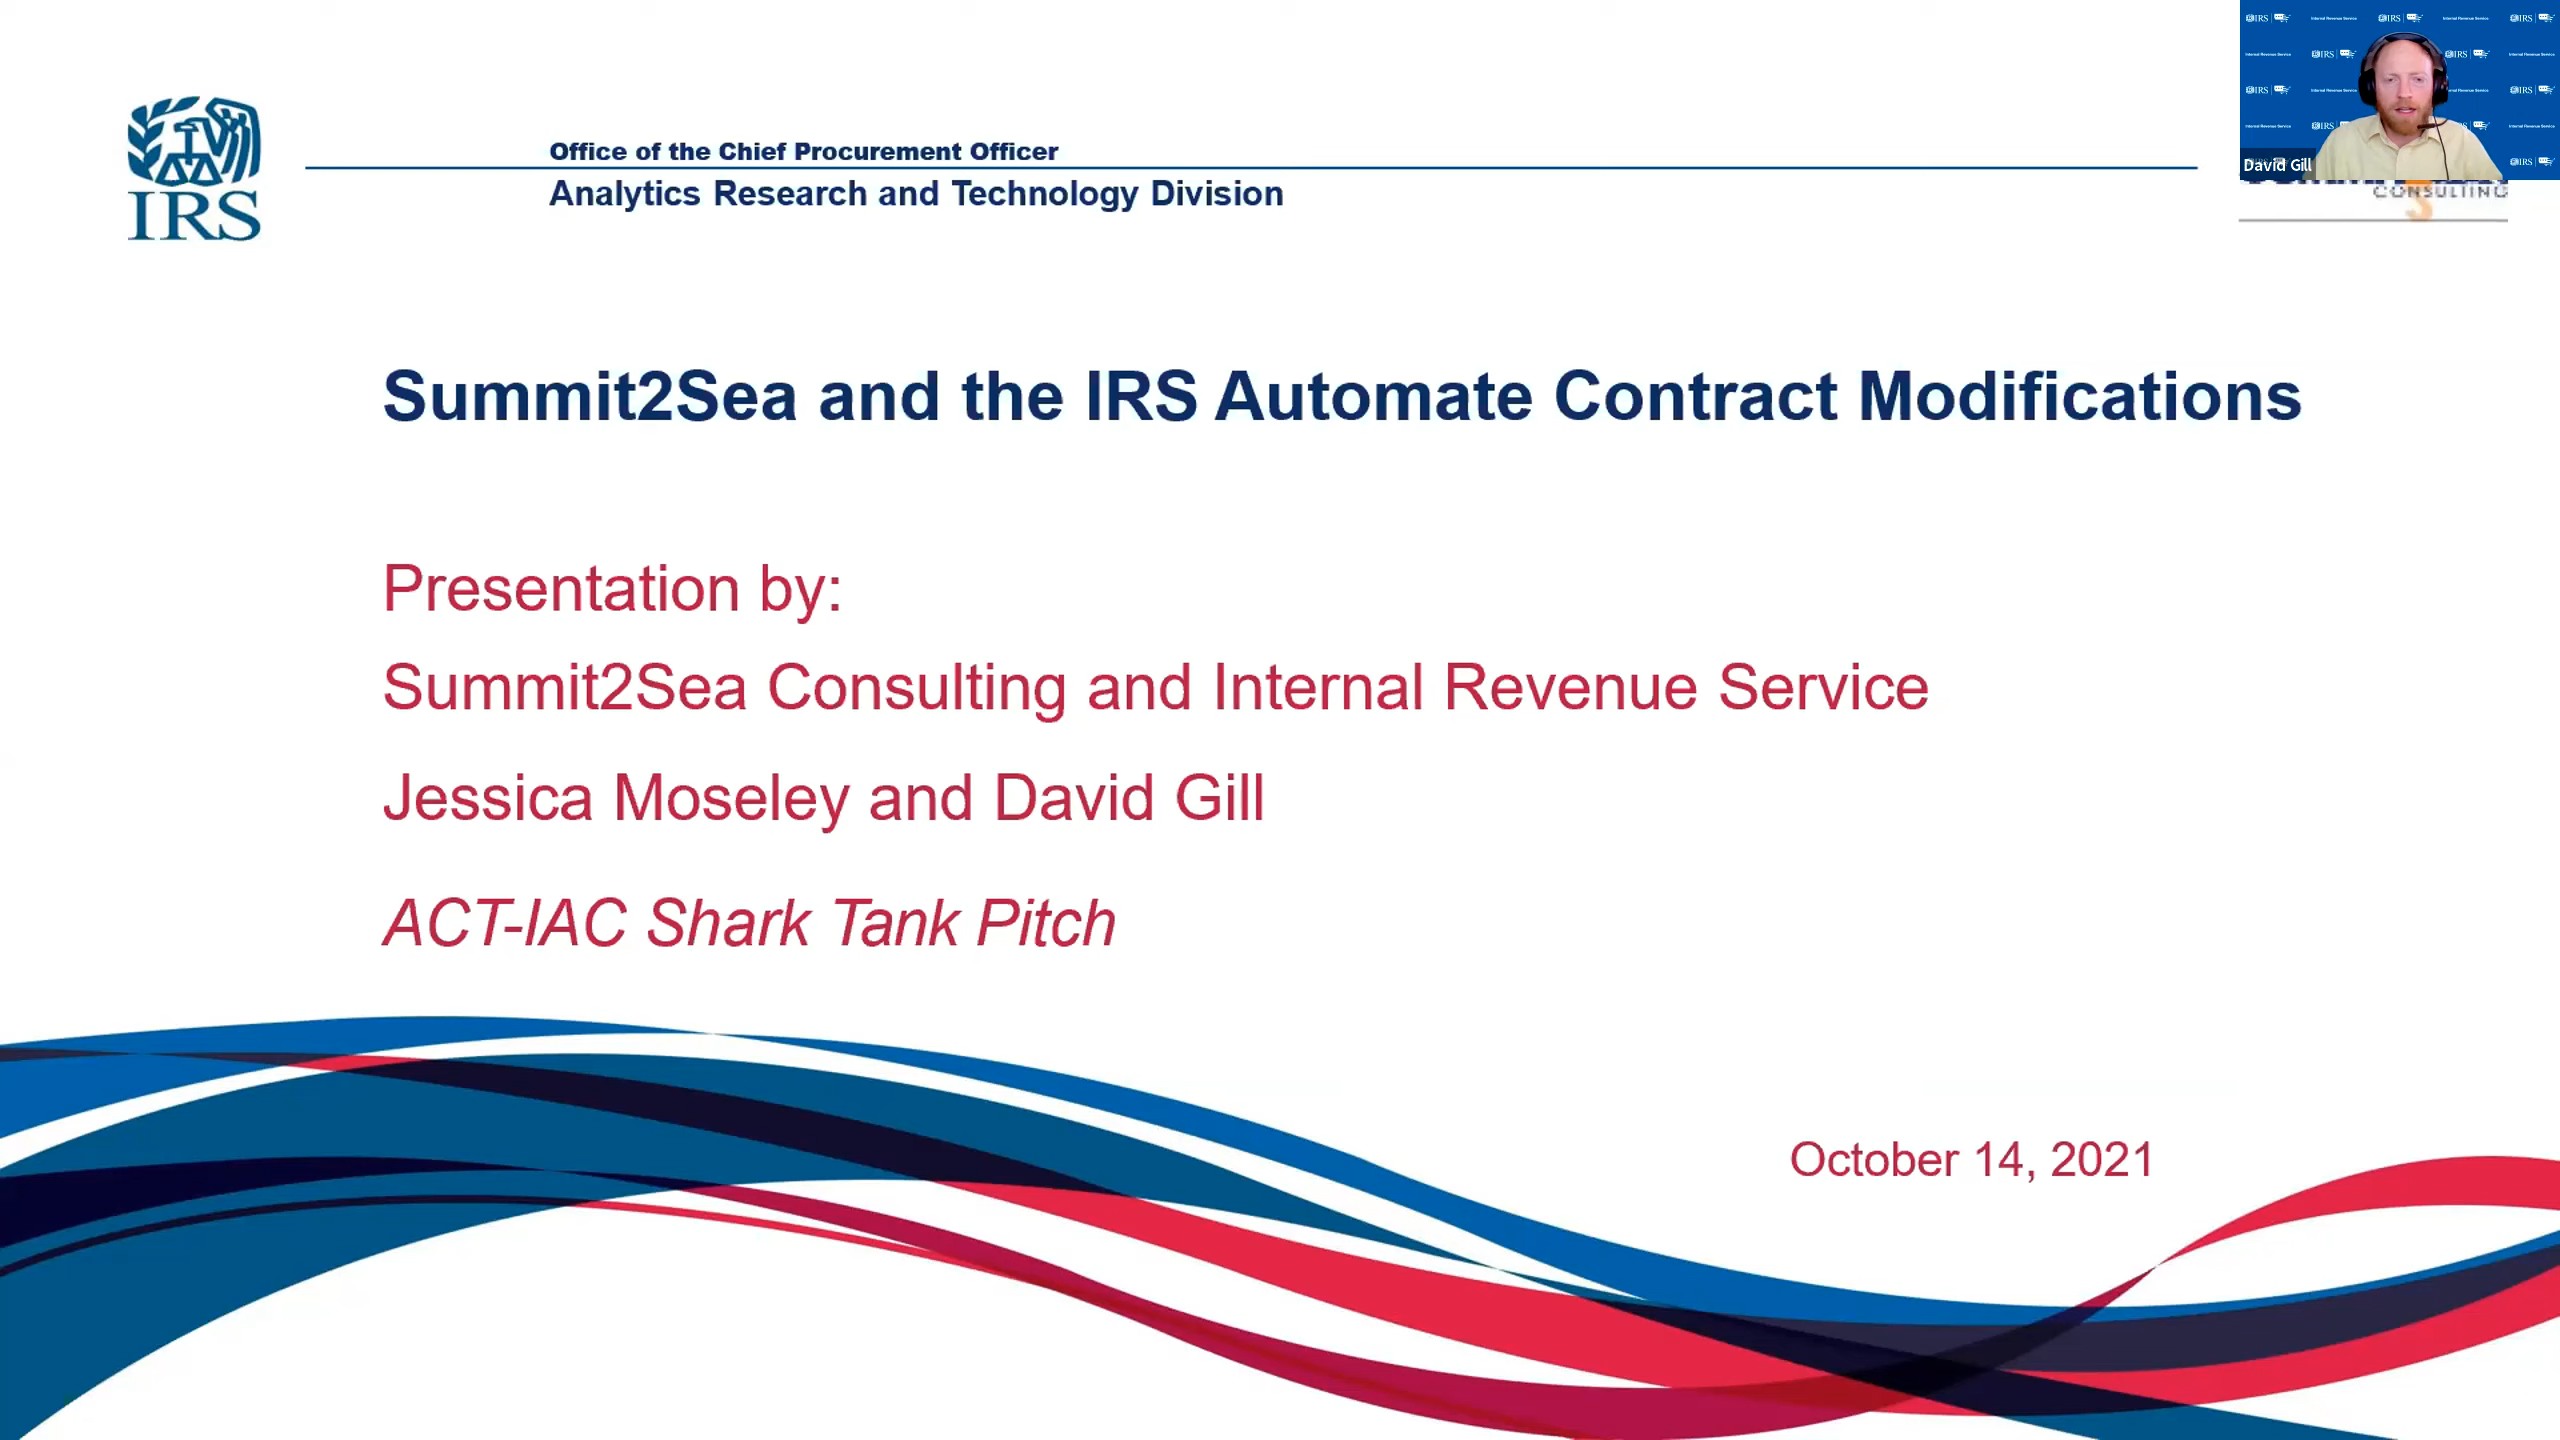 IRS
Office of the Chief Procurement Officer
Analytics Research and Technology Division
David Gill
CONSULTING
Summit2Sea and the IRS Automate Contract Modifications
Presentation by:
Summit2Sea Consulting and Internal Revenue Service
Jessica Moseley and David Gill
ACT-IAC Shark Tank Pitch
October 14, 2021